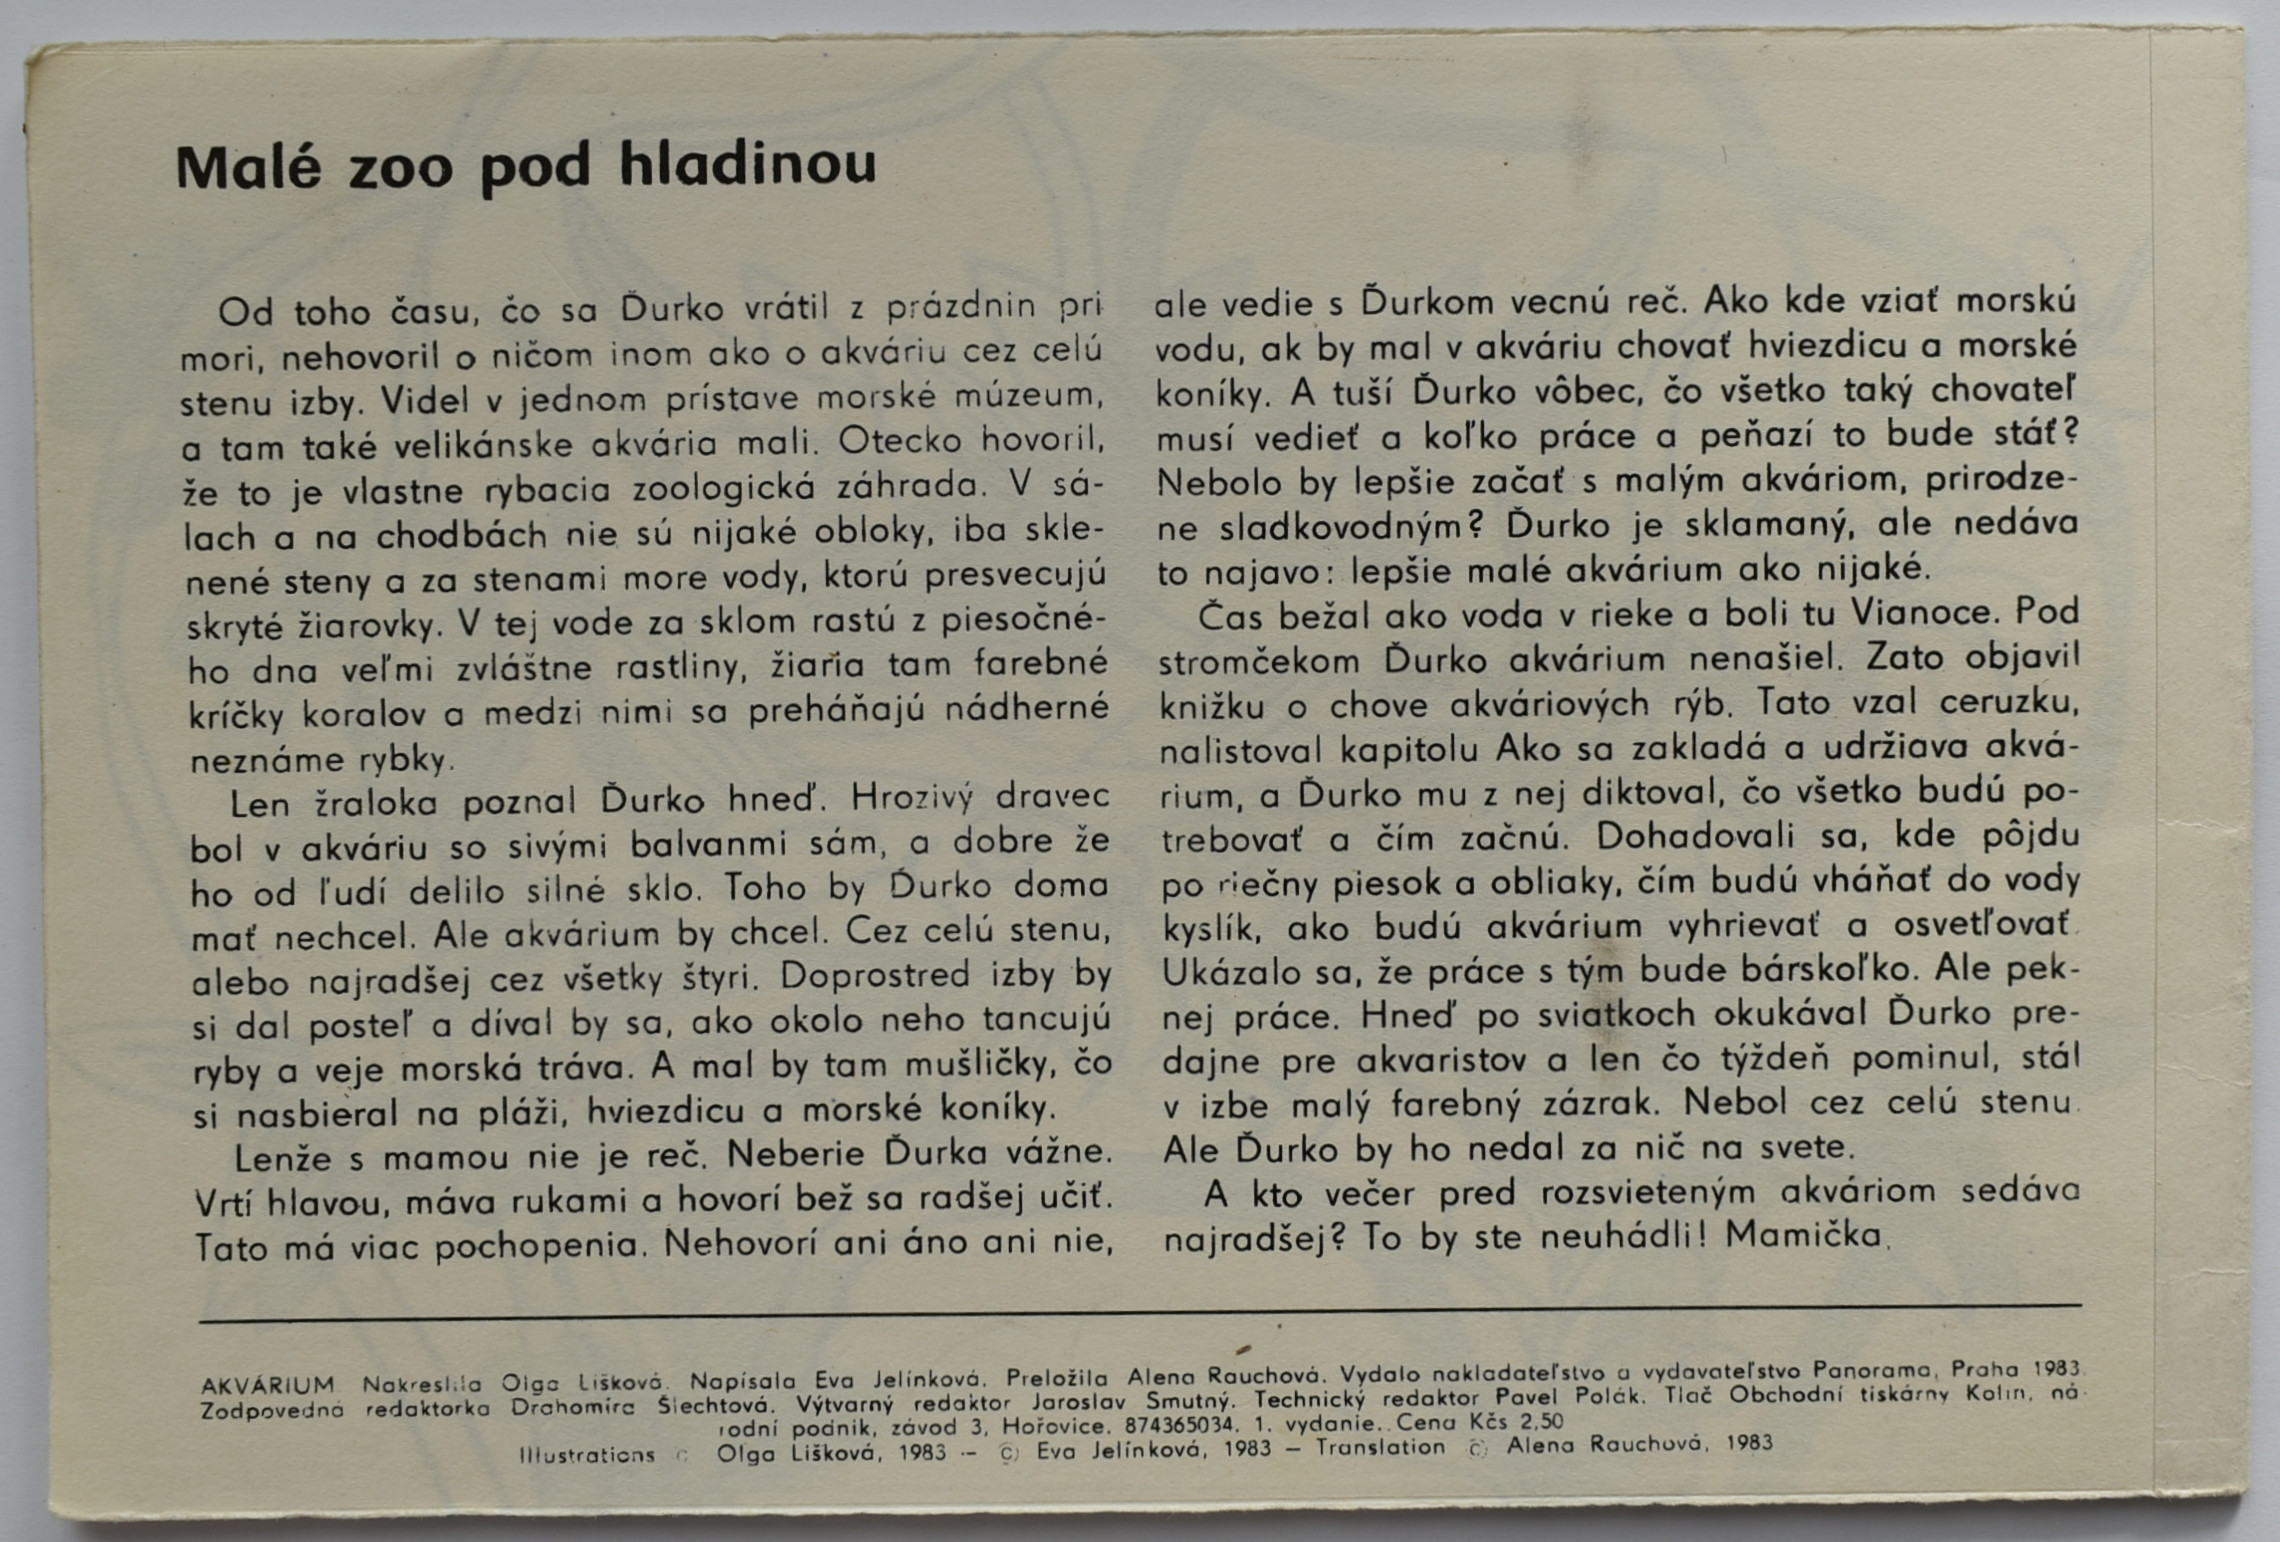 Malé zoo pod hladinou
Od toho času, čo sa Ďurko vrátil z prázdnin pri
mori, nehovoril o ničom inom ako o akváriu cez celú
stenu izby. Videl v jednom prístave morské múzeum,
a tam také velikánske akvária mali. Otecko hovoril,
že to je vlastne rybacia zoologická záhrada. V sá-
lach a na chodbách nie sú nijaké obloky, iba skle-
nené steny a za stenami more vody, ktorú presvecujú
skryté žiarovky. V tej vode za sklom rastú z piesočné-
ho dna veľmi zvláštne rastliny, žiaria tam farebné
kríčky koralov a medzi nimi sa preháňajú nádherné
neznáme rybky.
Len žraloka poznal Ďurko hneď. Hrozivý dravec
bol v akváriu so sivými balvanmi sám, a dobre že
ho od ľudí delilo silné sklo. Toho by Ďurko doma
mať nechcel. Ale akvárium by chcel. Cez celú stenu,
alebo najradšej cez všetky štyri. Doprostred izby by
si dal posteľ a díval by sa, ako okolo neho tancujú
ryby a veje morská tráva. A mal by tam mušličky, čo
si nasbieral na pláži, hviezdicu a morské koníky.
Lenže s mamou nie je reč. Neberie Ďurka vážne.
Vrtí hlavou, máva rukami a hovorí bež sa radšej učiť.
Tato má viac pochopenia. Nehovorí ani áno ani nie,
ale vedie s Ďurkom vecnú reč. Ako kde vziať morskú
vodu, ak by mal v akváriu chovať hviezdicu a morské
koníky. A tuší Ďurko vôbec, čo všetko taký chovateľ
musí vedieť a koľko práce a peňazí to bude stáť?
Nebolo by lepšie začať s malým akváriom, prirodze-
ne sladkovodným? Ďurko je sklamaný, ale nedáva
to najavo: lepšie malé akvárium ako nijaké.
Čas bežal ako voda v rieke a boli tu Vianoce. Pod
stromčekom Ďurko akvárium nenašiel. Zato objavil
knižku o chove akváriových rýb. Tato vzal ceruzku,
nalistoval kapitolu Ako sa zakladá a udržiava akvá-
rium, a Ďurko mu z nej diktoval, čo všetko budú po-
trebovať a čím začnú. Dohadovali sa, kde pôjdu
po riečny piesok a obliaky, čím budú vháňať do vody
kyslík, ako budú akvárium vyhrievať a osvetľovať.
Ukázalo sa, že práce s tým bude bárskoľko. Ale pek-
nej práce. Hneď po sviatkoch okukával Ďurko pre-
dajne pre akvaristov a len čo týždeň pominul, stál
v izbe malý farebný zázrak. Nebol cez celú stenu.
Ale Ďurko by ho nedal za nič na svete.
A kto večer pred rozsvieteným akváriom sedáva
najradšej? To by ste neuhádli! Mamička.
AKVÁRIUM. Nakreslila Olga Lišková. Napísala Eva Jelínková. Preložila Alena Rauchová. Vydalo nakladateľstvo a vydavateľstvo Panorama, Praha 1983.
Zodpovedná redaktorka Drahomíra Šlechtová. Výtvarný redaktor Jaroslav Smutný. Technický redaktor Pavel Polák. Tlač Obchodní tiskárny Kolín, ná-
rodní podnik, závod 3, Hořovice. 874365034. 1. vydanie. Cena Kčs 2,50
Illustrations © Olga Lišková, 1983 – © Eva Jelínková, 1983 – Translation © Alena Rauchová, 1983